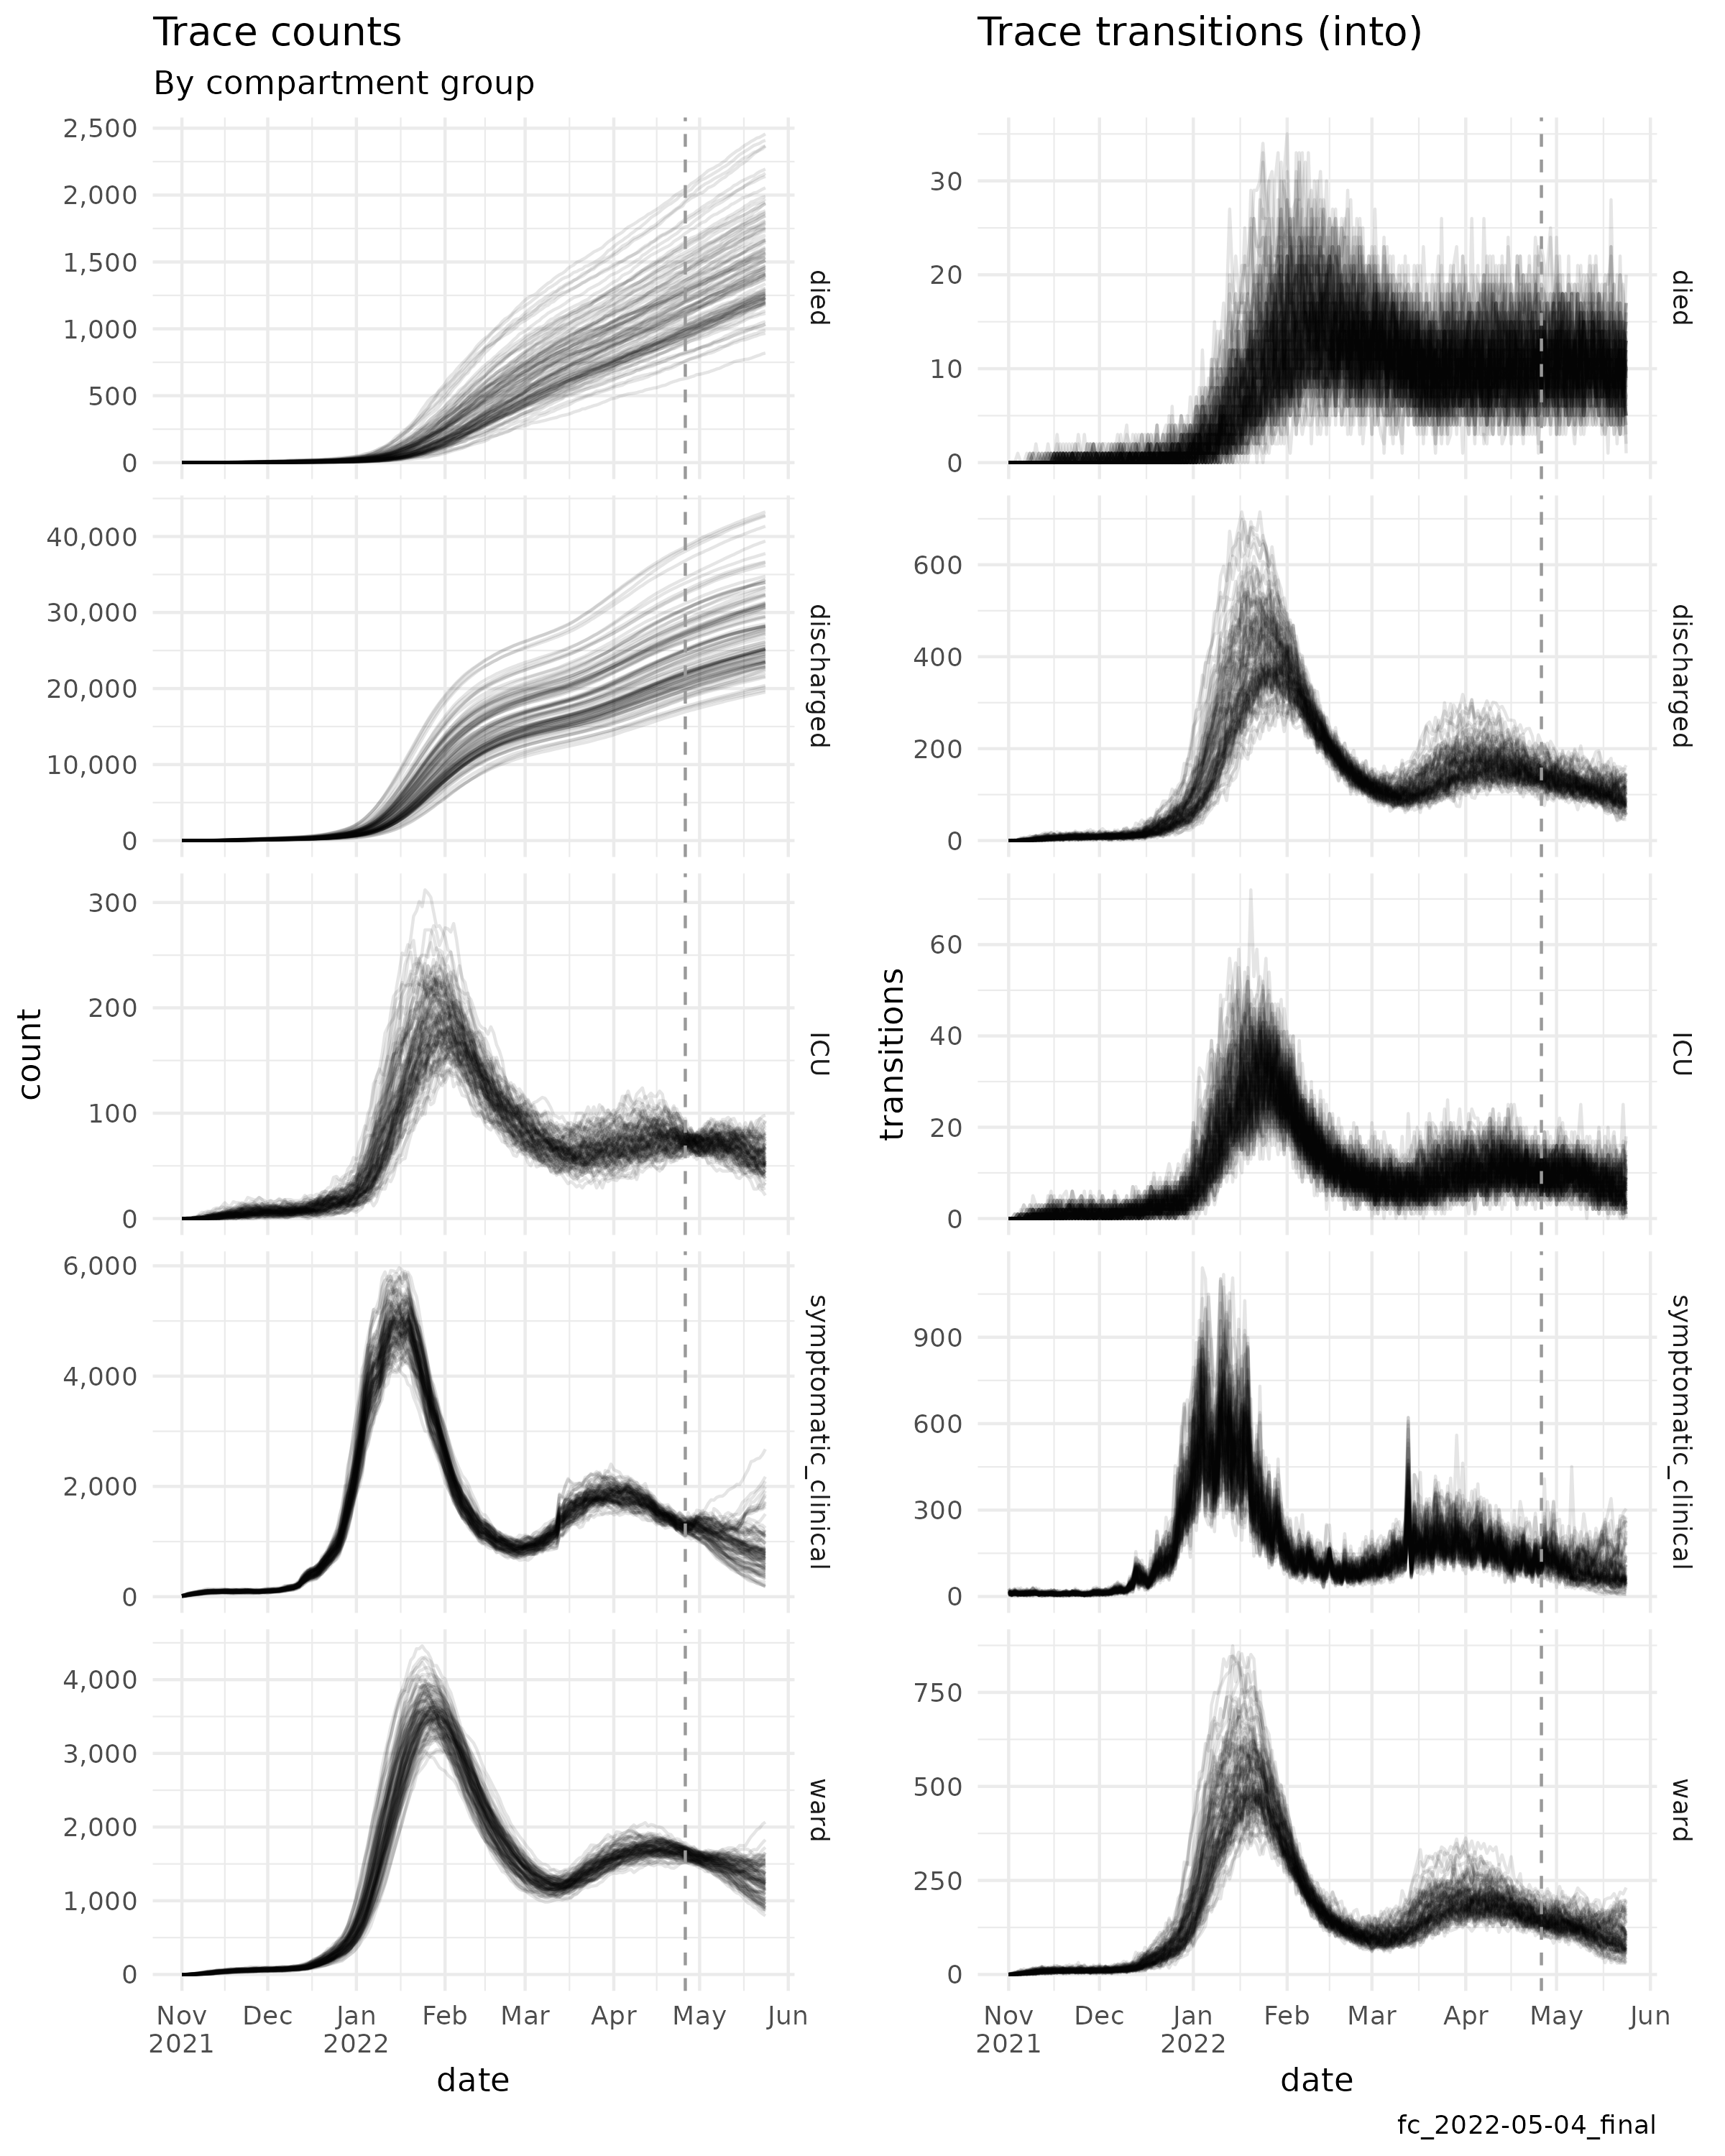 Trace counts
By compartment group
2,500
2,000
1,500
1,000
500
0
died
40,000
30,000
20,000
10,000
0
discharged
300
200
100
0
ICU
6,000
4,000
2,000
0
symptomatic_clinical
4,000
3,000
2,000
1,000
0
ward
count
Nov Dec Jan Feb Mar Apr May Jun
2021 2022
date
Trace transitions (into)
30
20
10
0
died
600
400
200
0
discharged
60
40
20
0
ICU
900
600
300
0
symptomatic_clinical
750
500
250
0
ward
transitions
Nov Dec Jan Feb Mar Apr May Jun
2021 2022
date
fc_2022-05-04_final